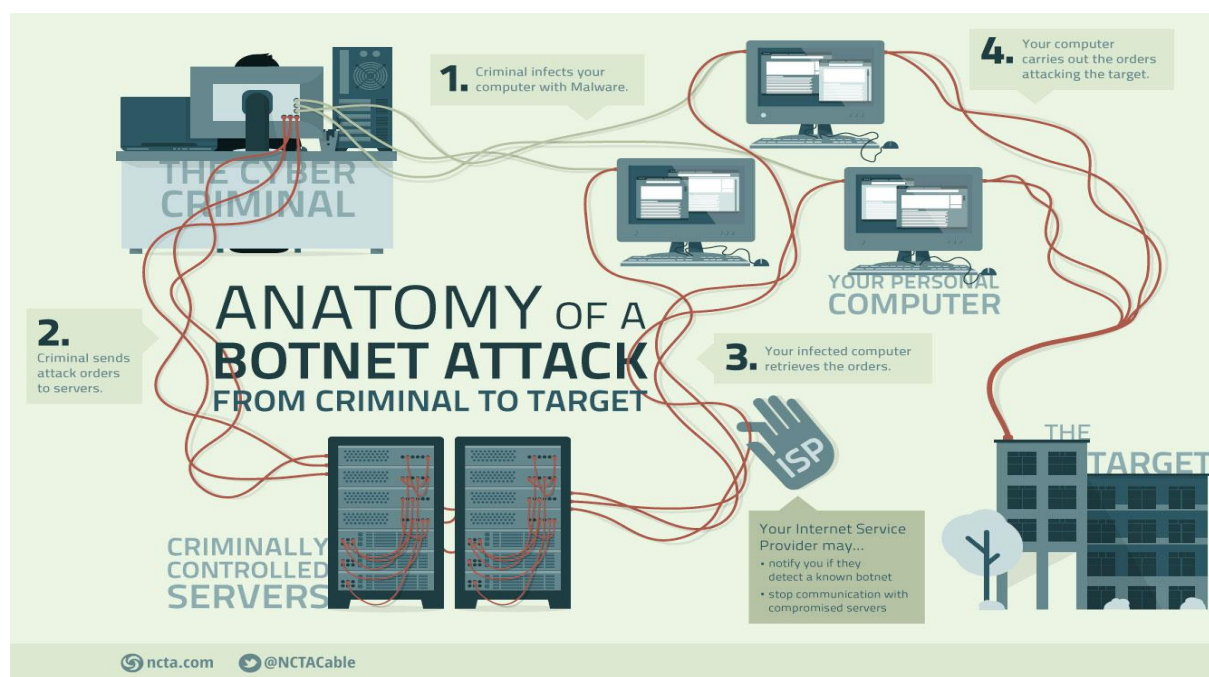 1. Criminal infects your
computer with Malware.
4. Your computer
carries out the orders
attacking the target.
THE CYBER
CRIMINAL
YOUR PERSONAL
COMPUTER
ANATOMY OF A
BOTNET ATTACK
FROM CRIMINAL TO TARGET
2.
Criminal sends
attack orders
to servers.
3. Your infected computer
retrieves the orders.
ISP
THE
TARGET
Your Internet Service
Provider may...
• notify you if they
detect a known botnet
• stop communication with
compromised servers
CRIMINALLY
CONTROLLED
SERVERS
ncta.com @NCTACable